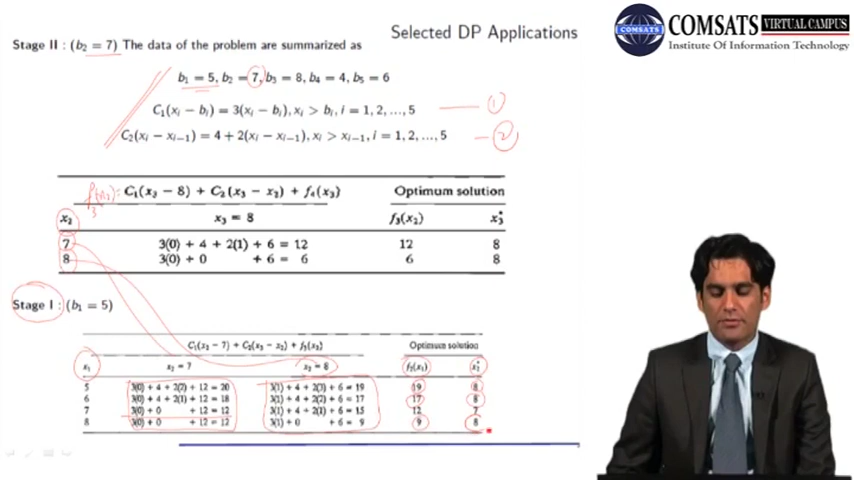 Selected DP Applications
COMSATS VIRTUAL CAMPUS
COMSATS
Institute Of Information Technology
Stage II : (b₂ = 7) The data of the problem are summarized as
b₁ = 5, b₂ = 7, b₃ = 8, b₄ = 4, b₅ = 6
C₁(xᵢ − bᵢ) = 3(xᵢ − bᵢ), xᵢ > bᵢ, i = 1, 2, ..., 5 1
C₂(xᵢ − xᵢ₋₁) = 4 + 2(xᵢ − xᵢ₋₁), xᵢ > xᵢ₋₁, i = 1, 2, ..., 5 2
f₃(x₂): C₁(x₃ − 8) + C₂(x₃ − x₂) + f₄(x₃) Optimum solution
x₂ x₃ = 8 f₃(x₂) x₃*
7 3(0) + 4 + 2(1) + 6 = 12 12 8
8 3(0) + 0 + 6 = 6 6 8
Stage I : (b₁ = 5)
C₁(x₂ − 7) + C₂(x₂ − x₁) + f₃(x₂) Optimum solution
x₁ x₂ = 7 x₂ = 8 f₂(x₁) x₂*
5 3(0) + 4 + 2(2) + 12 = 20 3(1) + 4 + 2(3) + 6 = 19 19 8
6 3(0) + 4 + 2(1) + 12 = 18 3(1) + 4 + 2(2) + 6 = 17 17 8
7 3(0) + 0 + 12 = 12 3(1) + 4 + 2(1) + 6 = 15 12 7
8 3(0) + 0 + 12 = 12 3(1) + 0 + 6 = 9 9 8